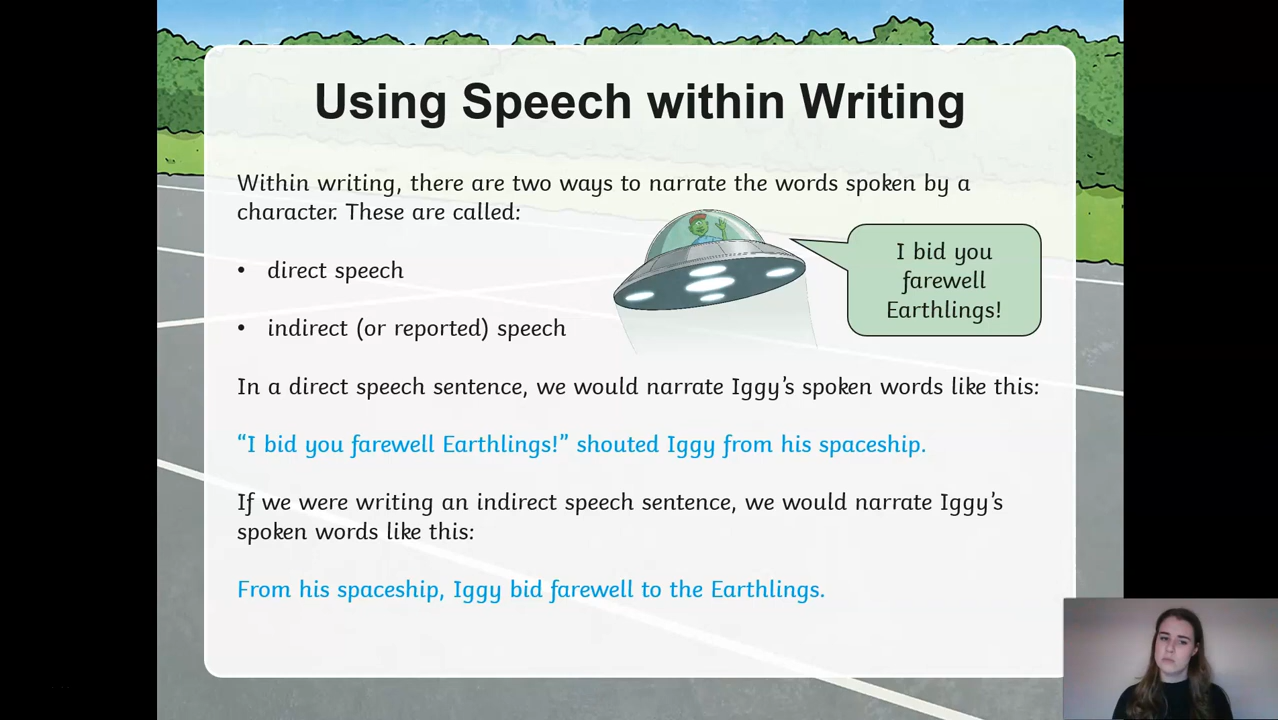 Using Speech within Writing
Within writing, there are two ways to narrate the words spoken by a
character. These are called:
• direct speech
• indirect (or reported) speech
I bid you
farewell
Earthlings!
In a direct speech sentence, we would narrate Iggy’s spoken words like this:
“I bid you farewell Earthlings!” shouted Iggy from his spaceship.
If we were writing an indirect speech sentence, we would narrate Iggy’s
spoken words like this:
From his spaceship, Iggy bid farewell to the Earthlings.